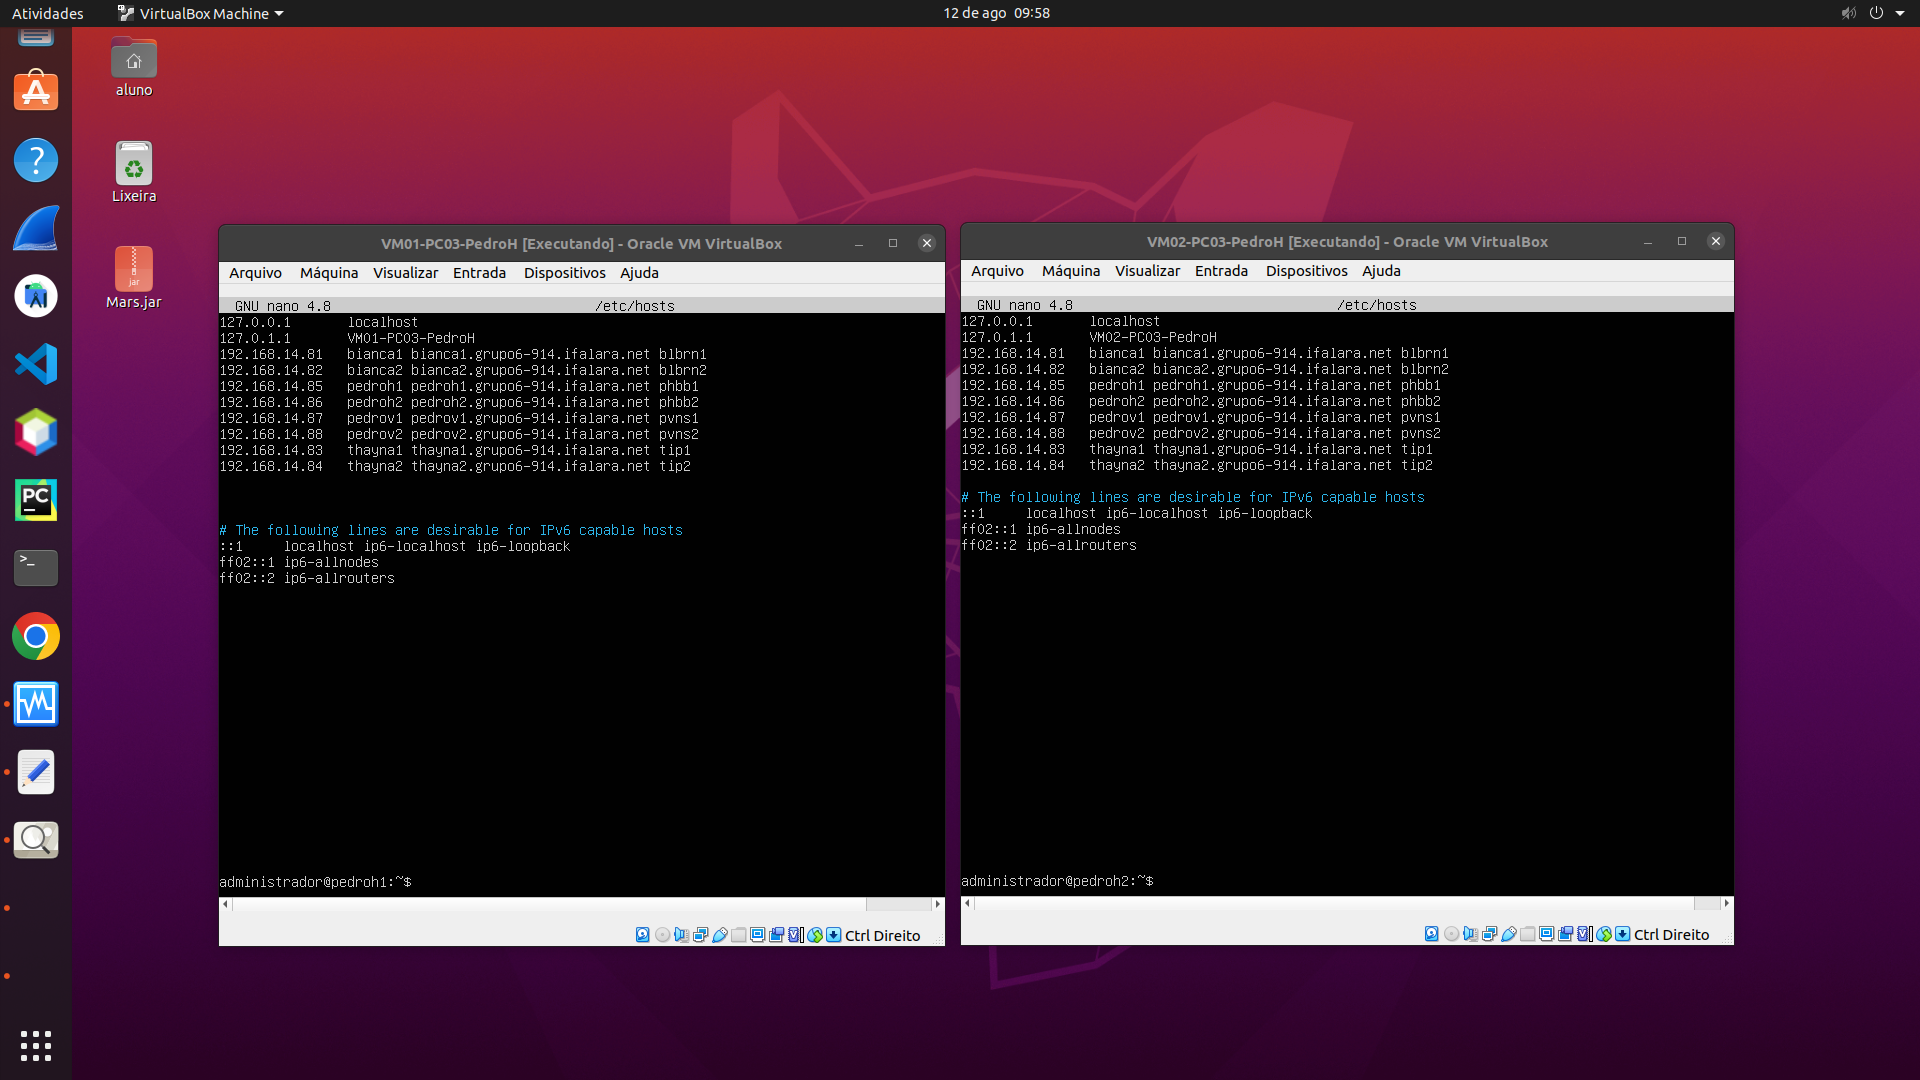 Atividades
VirtualBox Machine
12 de ago 09:58
aluno
Lixeira
jar
Mars.jar
PC
>_
VM01-PC03-PedroH [Executando] - Oracle VM VirtualBox
Arquivo Máquina Visualizar Entrada Dispositivos Ajuda
GNU nano 4.8 /etc/hosts
127.0.0.1 localhost
127.0.1.1 VM01-PC03-PedroH
192.168.14.81 bianca1 bianca1.grupo6-914.ifalara.net blbrn1
192.168.14.82 bianca2 bianca2.grupo6-914.ifalara.net blbrn2
192.168.14.85 pedroh1 pedroh1.grupo6-914.ifalara.net phbb1
192.168.14.86 pedroh2 pedroh2.grupo6-914.ifalara.net phbb2
192.168.14.87 pedrov1 pedrov1.grupo6-914.ifalara.net pvns1
192.168.14.88 pedrov2 pedrov2.grupo6-914.ifalara.net pvns2
192.168.14.83 thayna1 thayna1.grupo6-914.ifalara.net tip1
192.168.14.84 thayna2 thayna2.grupo6-914.ifalara.net tip2
# The following lines are desirable for IPv6 capable hosts
::1 localhost ip6-localhost ip6-loopback
ff02::1 ip6-allnodes
ff02::2 ip6-allrouters
administrador@pedroh1:~$
Ctrl Direito
VM02-PC03-PedroH [Executando] - Oracle VM VirtualBox
Arquivo Máquina Visualizar Entrada Dispositivos Ajuda
GNU nano 4.8 /etc/hosts
127.0.0.1 localhost
127.0.1.1 VM02-PC03-PedroH
192.168.14.81 bianca1 bianca1.grupo6-914.ifalara.net blbrn1
192.168.14.82 bianca2 bianca2.grupo6-914.ifalara.net blbrn2
192.168.14.85 pedroh1 pedroh1.grupo6-914.ifalara.net phbb1
192.168.14.86 pedroh2 pedroh2.grupo6-914.ifalara.net phbb2
192.168.14.87 pedrov1 pedrov1.grupo6-914.ifalara.net pvns1
192.168.14.88 pedrov2 pedrov2.grupo6-914.ifalara.net pvns2
192.168.14.83 thayna1 thayna1.grupo6-914.ifalara.net tip1
192.168.14.84 thayna2 thayna2.grupo6-914.ifalara.net tip2
# The following lines are desirable for IPv6 capable hosts
::1 localhost ip6-localhost ip6-loopback
ff02::1 ip6-allnodes
ff02::2 ip6-allrouters
administrador@pedroh2:~$
Ctrl Direito